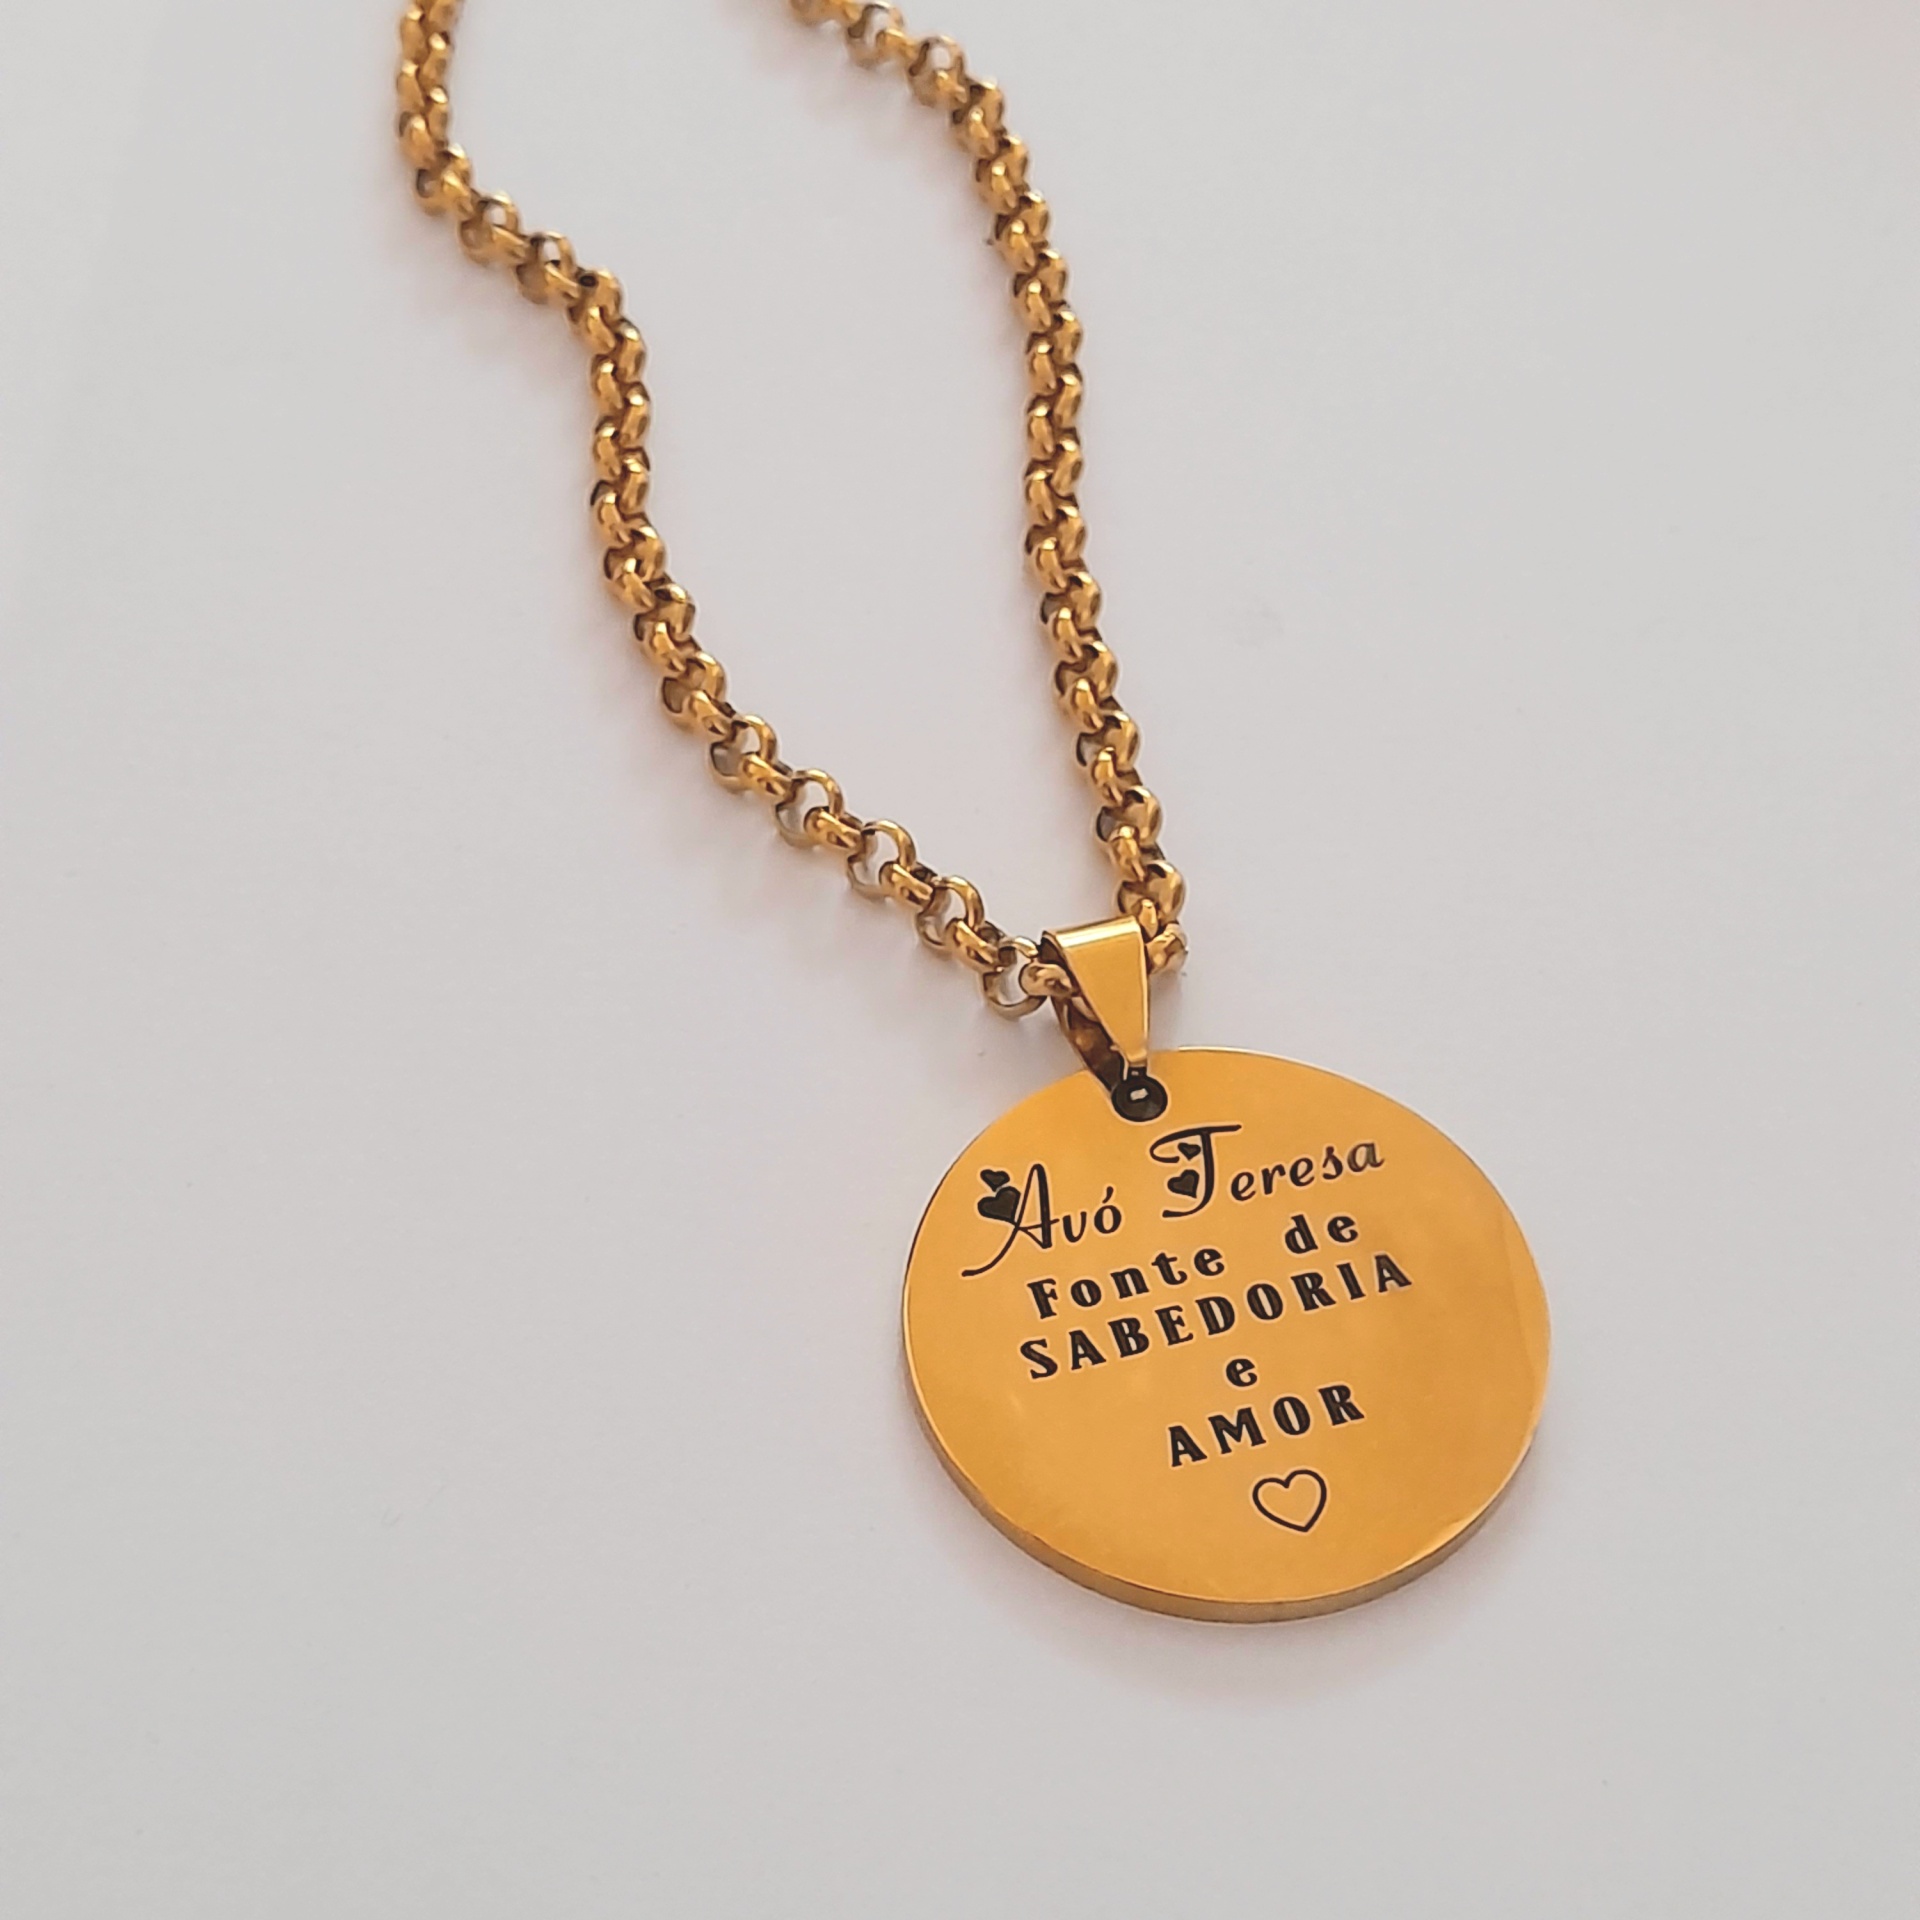 Avó Teresa
Fonte de
SABEDORIA
e
AMOR